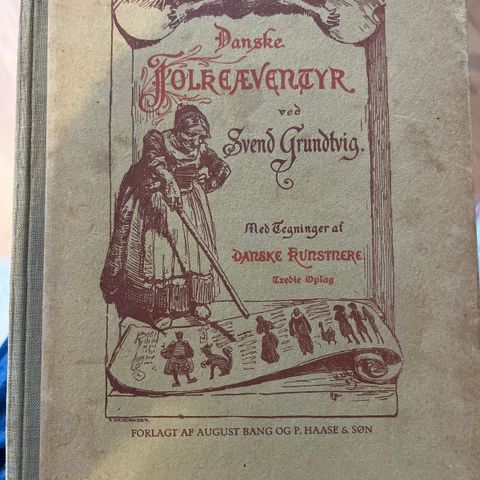 Danske
FOLKEÆVENTYR
ved
Svend Grundtvig.
Med Tegninger af
DANSKE KUNSTNERE
Tredie Oplag
FORLAGT AF AUGUST BANG OG P. HAASE & SØN